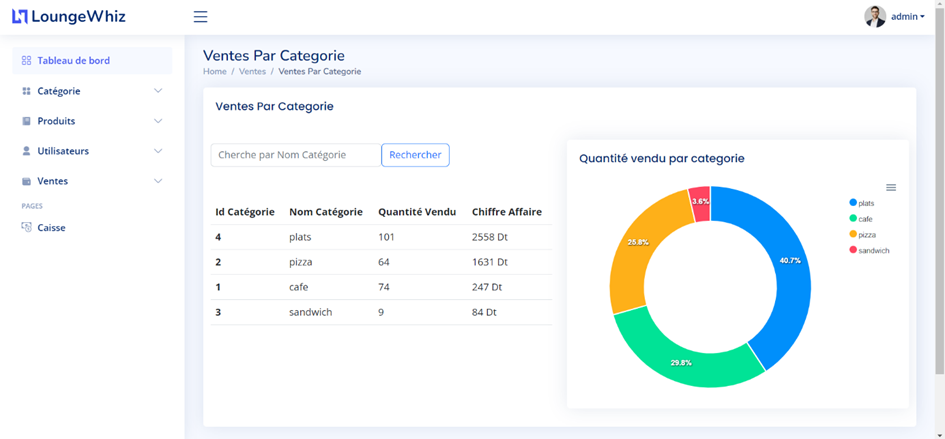 LoungeWhiz
admin
Tableau de bord
Catégorie
Produits
Utilisateurs
Ventes
PAGES
Caisse
Ventes Par Categorie
Home / Ventes / Ventes Par Categorie
Ventes Par Categorie
Cherche par Nom Catégorie Rechercher
Id Catégorie Nom Catégorie Quantité Vendu Chiffre Affaire
4 plats 101 2558 Dt
2 pizza 64 1631 Dt
1 cafe 74 247 Dt
3 sandwich 9 84 Dt
Quantité vendu par categorie
3.6%
25.8%
40.7%
29.8%
plats
cafe
pizza
sandwich